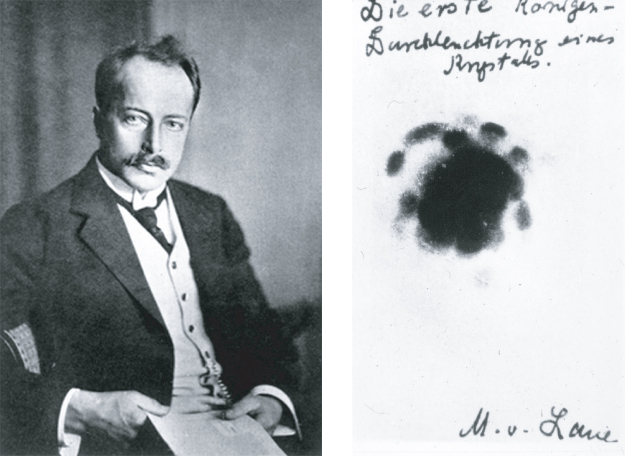 Die erste Röntgen-
Durchleuchtung eines
Krystalls.
M. v. Laue